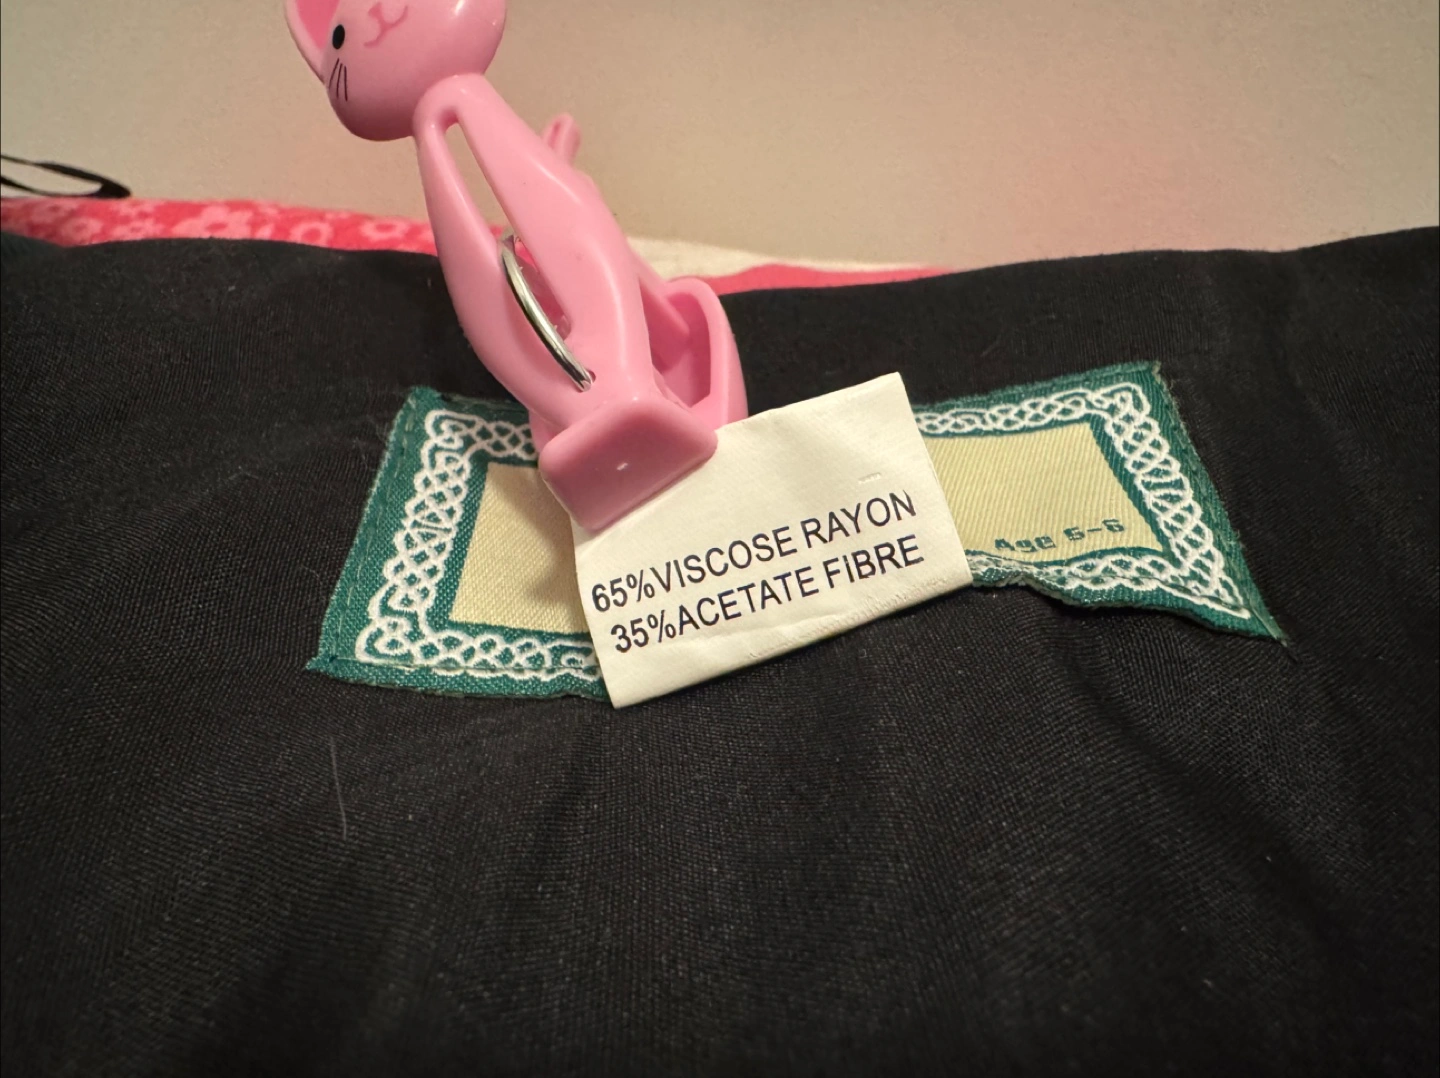 65%VISCOSE RAYON
35%ACETATE FIBRE
Age 5-6